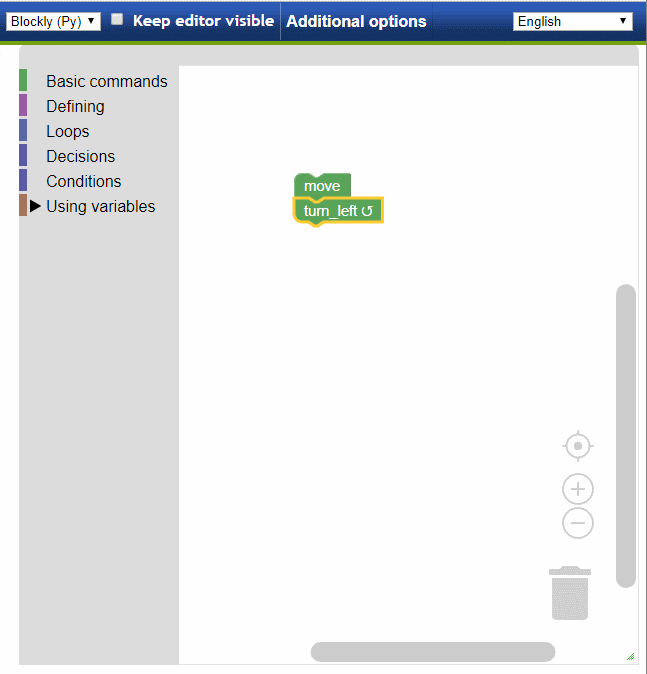 Blockly (Py) Keep editor visible Additional options English
Basic commands
Defining
Loops
Decisions
Conditions
Using variables
move
turn_left ↺